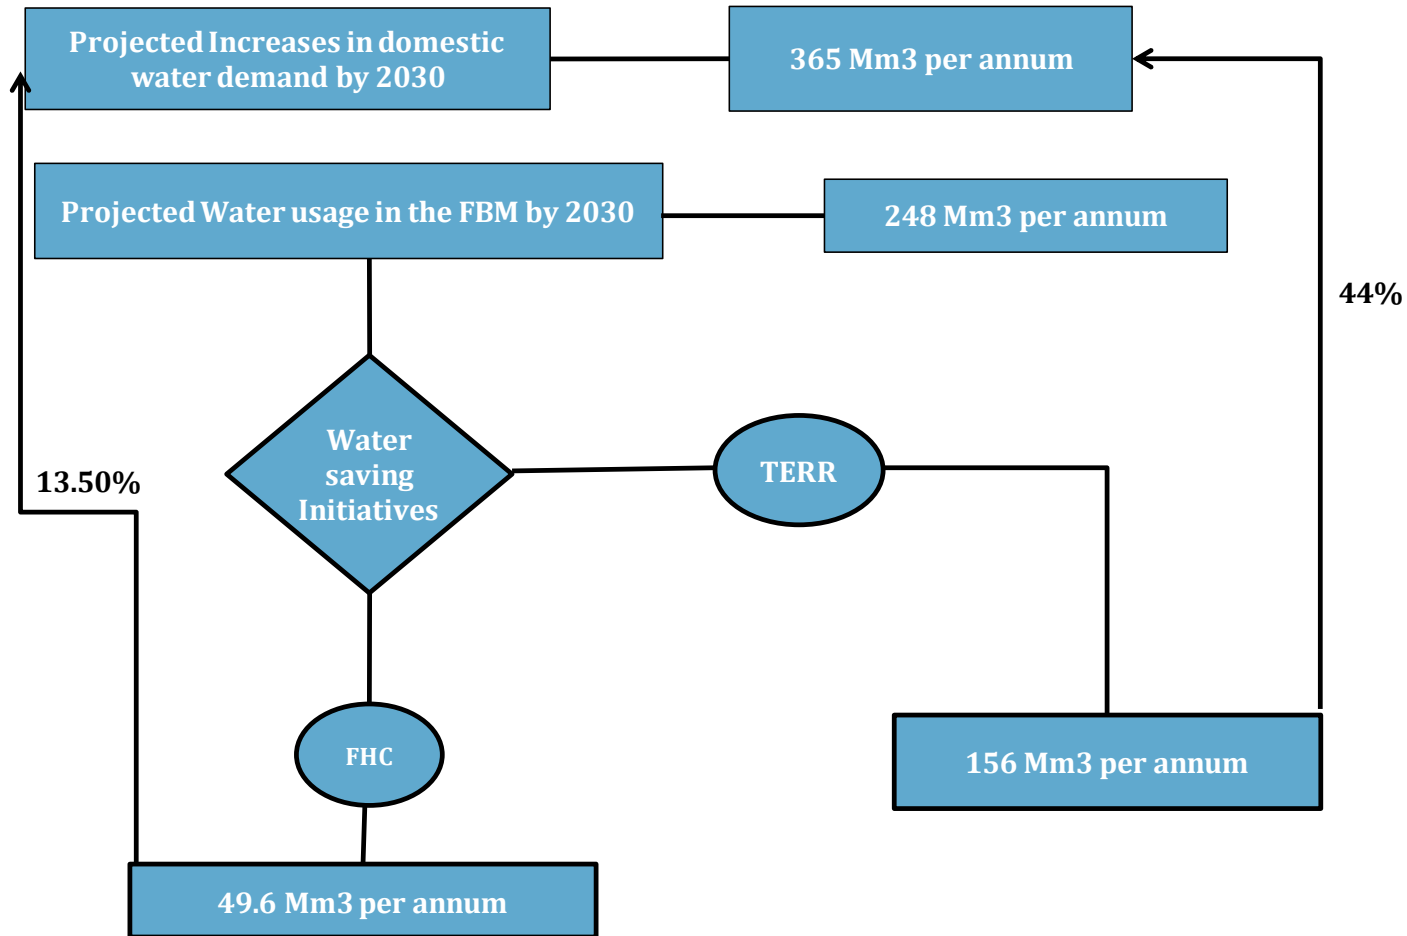 Projected Increases in domestic
water demand by 2030
365 Mm3 per annum
Projected Water usage in the FBM by 2030
248 Mm3 per annum
44%
Water
saving
Initiatives
TERR
13.50%
FHC
156 Mm3 per annum
49.6 Mm3 per annum